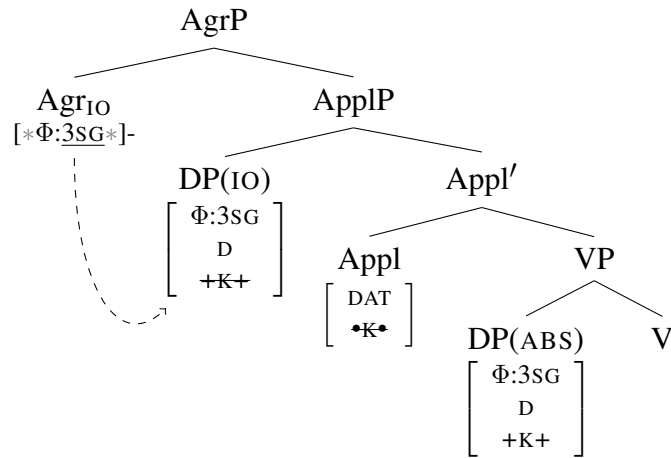 AgrP
Agr_IO
[*Φ:3SG*]-
ApplP
DP(IO)
Φ:3SG
D
+K+
Appl′
Appl
DAT
•K•
VP
DP(ABS)
Φ:3SG
D
+K+
V